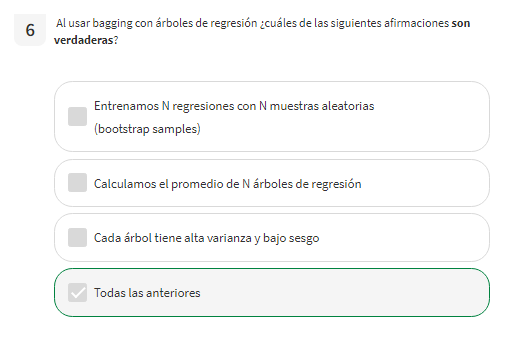 6
Al usar bagging con árboles de regresión ¿cuáles de las siguientes afirmaciones son
verdaderas?
Entrenamos N regresiones con N muestras aleatorias
(bootstrap samples)
Calculamos el promedio de N árboles de regresión
Cada árbol tiene alta varianza y bajo sesgo
Todas las anteriores